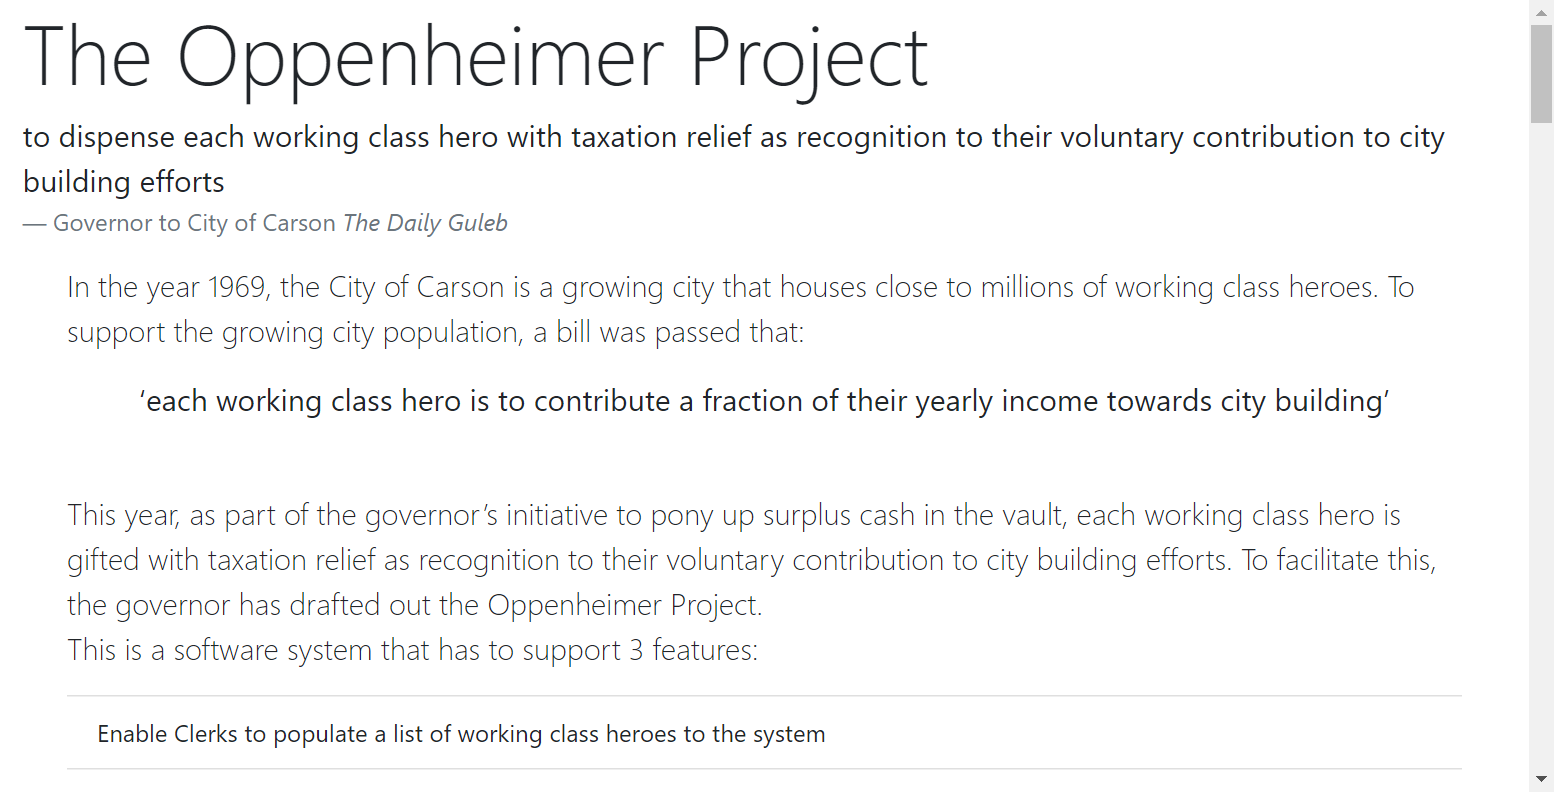 The Oppenheimer Project
to dispense each working class hero with taxation relief as recognition to their voluntary contribution to city
building efforts
— Governor to City of Carson The Daily Guleb
In the year 1969, the City of Carson is a growing city that houses close to millions of working class heroes. To
support the growing city population, a bill was passed that:
‘each working class hero is to contribute a fraction of their yearly income towards city building’
This year, as part of the governor’s initiative to pony up surplus cash in the vault, each working class hero is
gifted with taxation relief as recognition to their voluntary contribution to city building efforts. To facilitate this,
the governor has drafted out the Oppenheimer Project.
This is a software system that has to support 3 features:
Enable Clerks to populate a list of working class heroes to the system